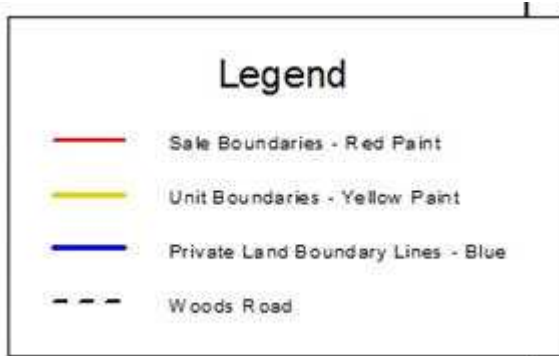 Legend
Sale Boundaries - Red Paint
Unit Boundaries - Yellow Paint
Private Land Boundary Lines - Blue
Woods Road